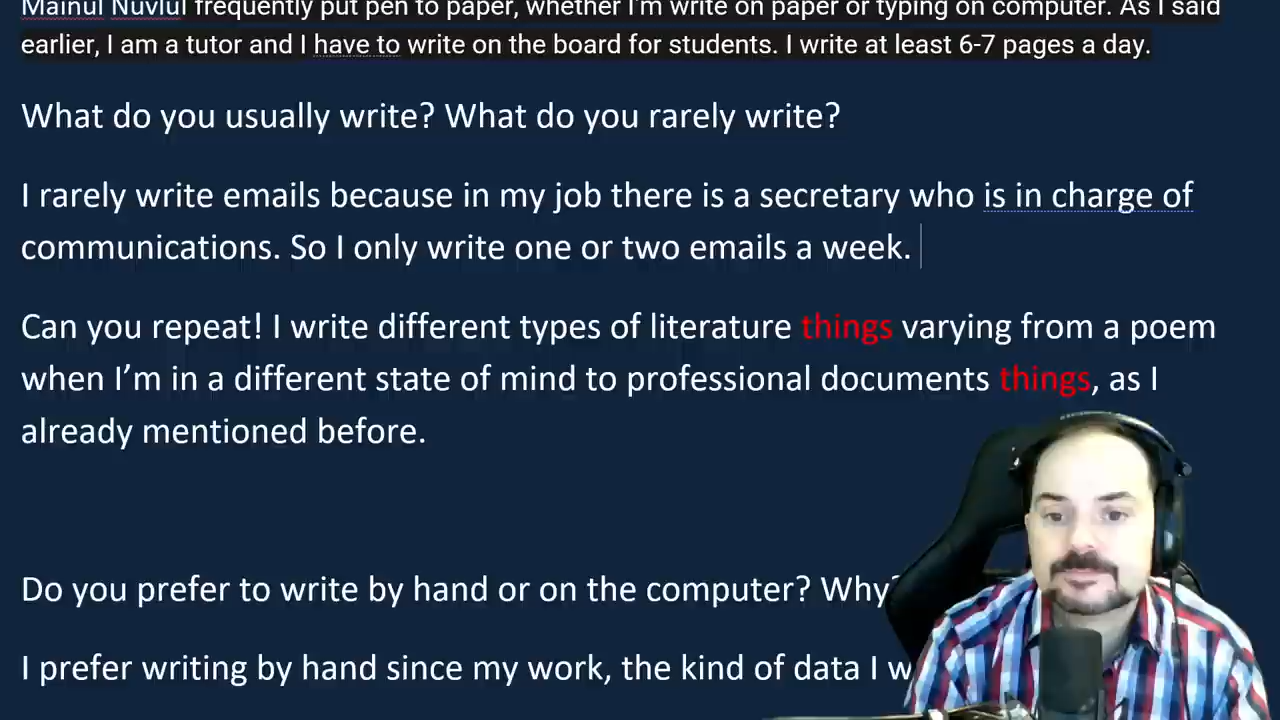 Mainul NuvluI frequently put pen to paper, whether I'm write on paper or typing on computer. As I said
earlier, I am a tutor and I have to write on the board for students. I write at least 6-7 pages a day.
What do you usually write? What do you rarely write?
I rarely write emails because in my job there is a secretary who is in charge of
communications. So I only write one or two emails a week.
Can you repeat! I write different types of literature things varying from a poem
when I’m in a different state of mind to professional documents things, as I
already mentioned before.
Do you prefer to write by hand or on the computer? Why?
I prefer writing by hand since my work, the kind of data I